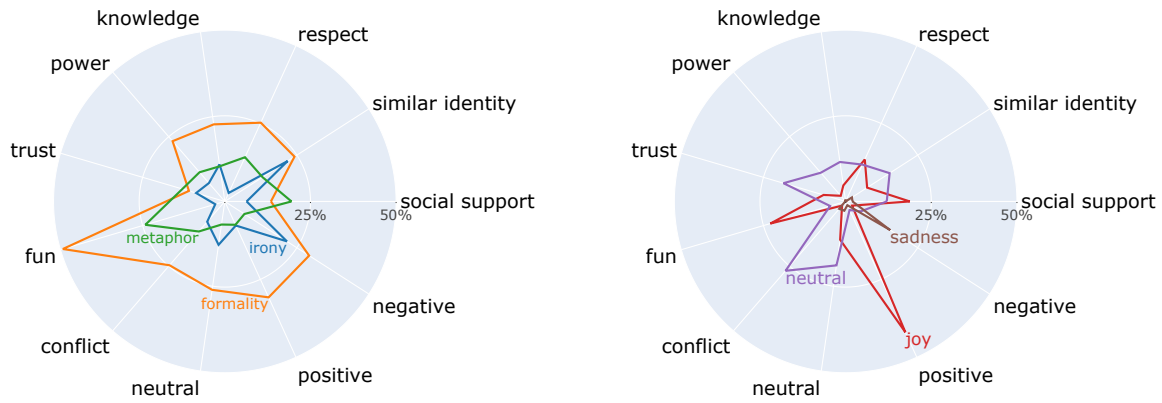 knowledge
respect
power
similar identity
trust
social support
25%
50%
metaphor
irony
fun
formality
negative
conflict
positive
neutral
knowledge
respect
power
similar identity
trust
social support
25%
50%
sadness
fun
neutral
negative
joy
conflict
positive
neutral